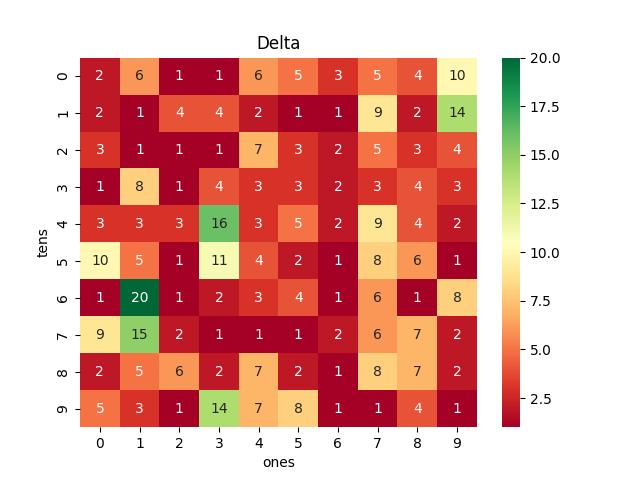 Delta
0 2 6 1 1 6 5 3 5 4 10
1 2 1 4 4 2 1 1 9 2 14
2 3 1 1 1 7 3 2 5 3 4
3 1 8 1 4 3 3 2 3 4 3
4 3 3 3 16 3 5 2 9 4 2
5 10 5 1 11 4 2 1 8 6 1
6 1 20 1 2 3 4 1 6 1 8
7 9 15 2 1 1 1 2 6 7 2
8 2 5 6 2 7 2 1 8 7 2
9 5 3 1 14 7 8 1 1 4 1
0 1 2 3 4 5 6 7 8 9
ones
tens
20.0
17.5
15.0
12.5
10.0
7.5
5.0
2.5